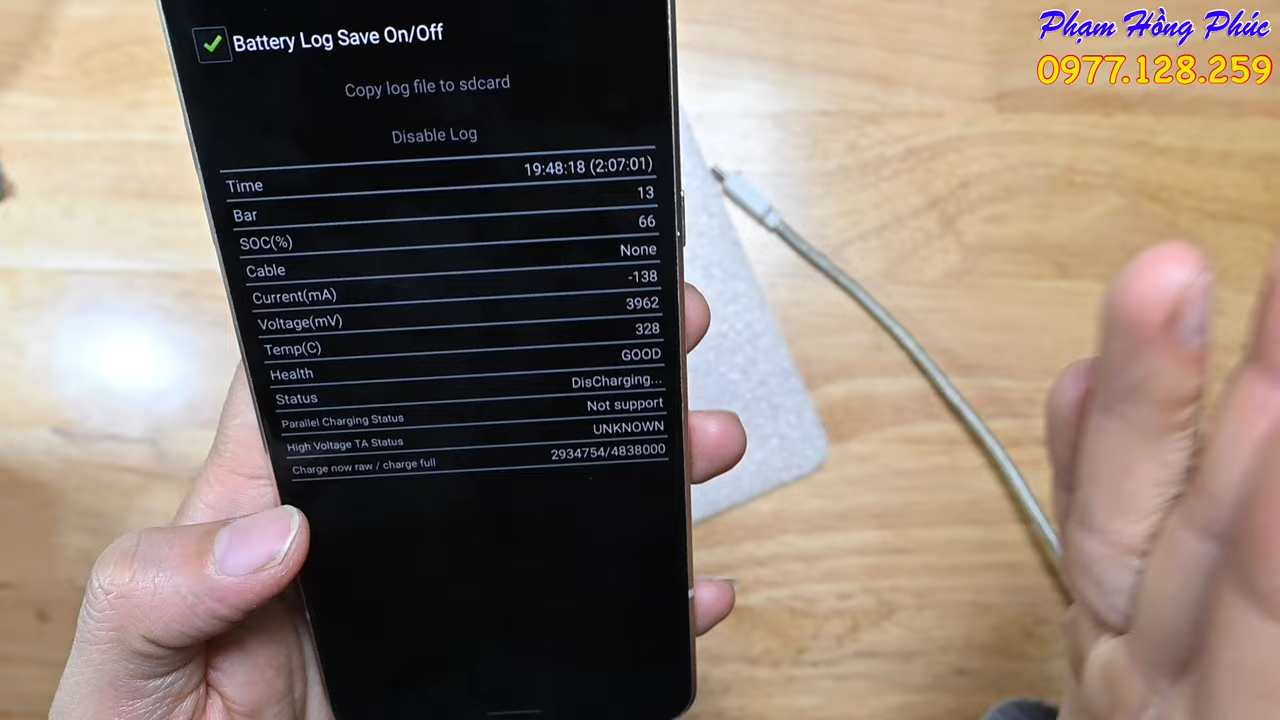 Phạm Hồng Phúc
0977.128.259
Battery Log Save On/Off
Copy log file to sdcard
Disable Log
Time 19:48:18 (2:07:01)
Bar 13
SOC(%) 66
Cable None
Current(mA) -138
Voltage(mV) 3962
Temp(C) 328
Health GOOD
Status DisCharging...
Parallel Charging Status Not support
High Voltage TA Status UNKNOWN
Charge now raw / charge full 2934754/4838000